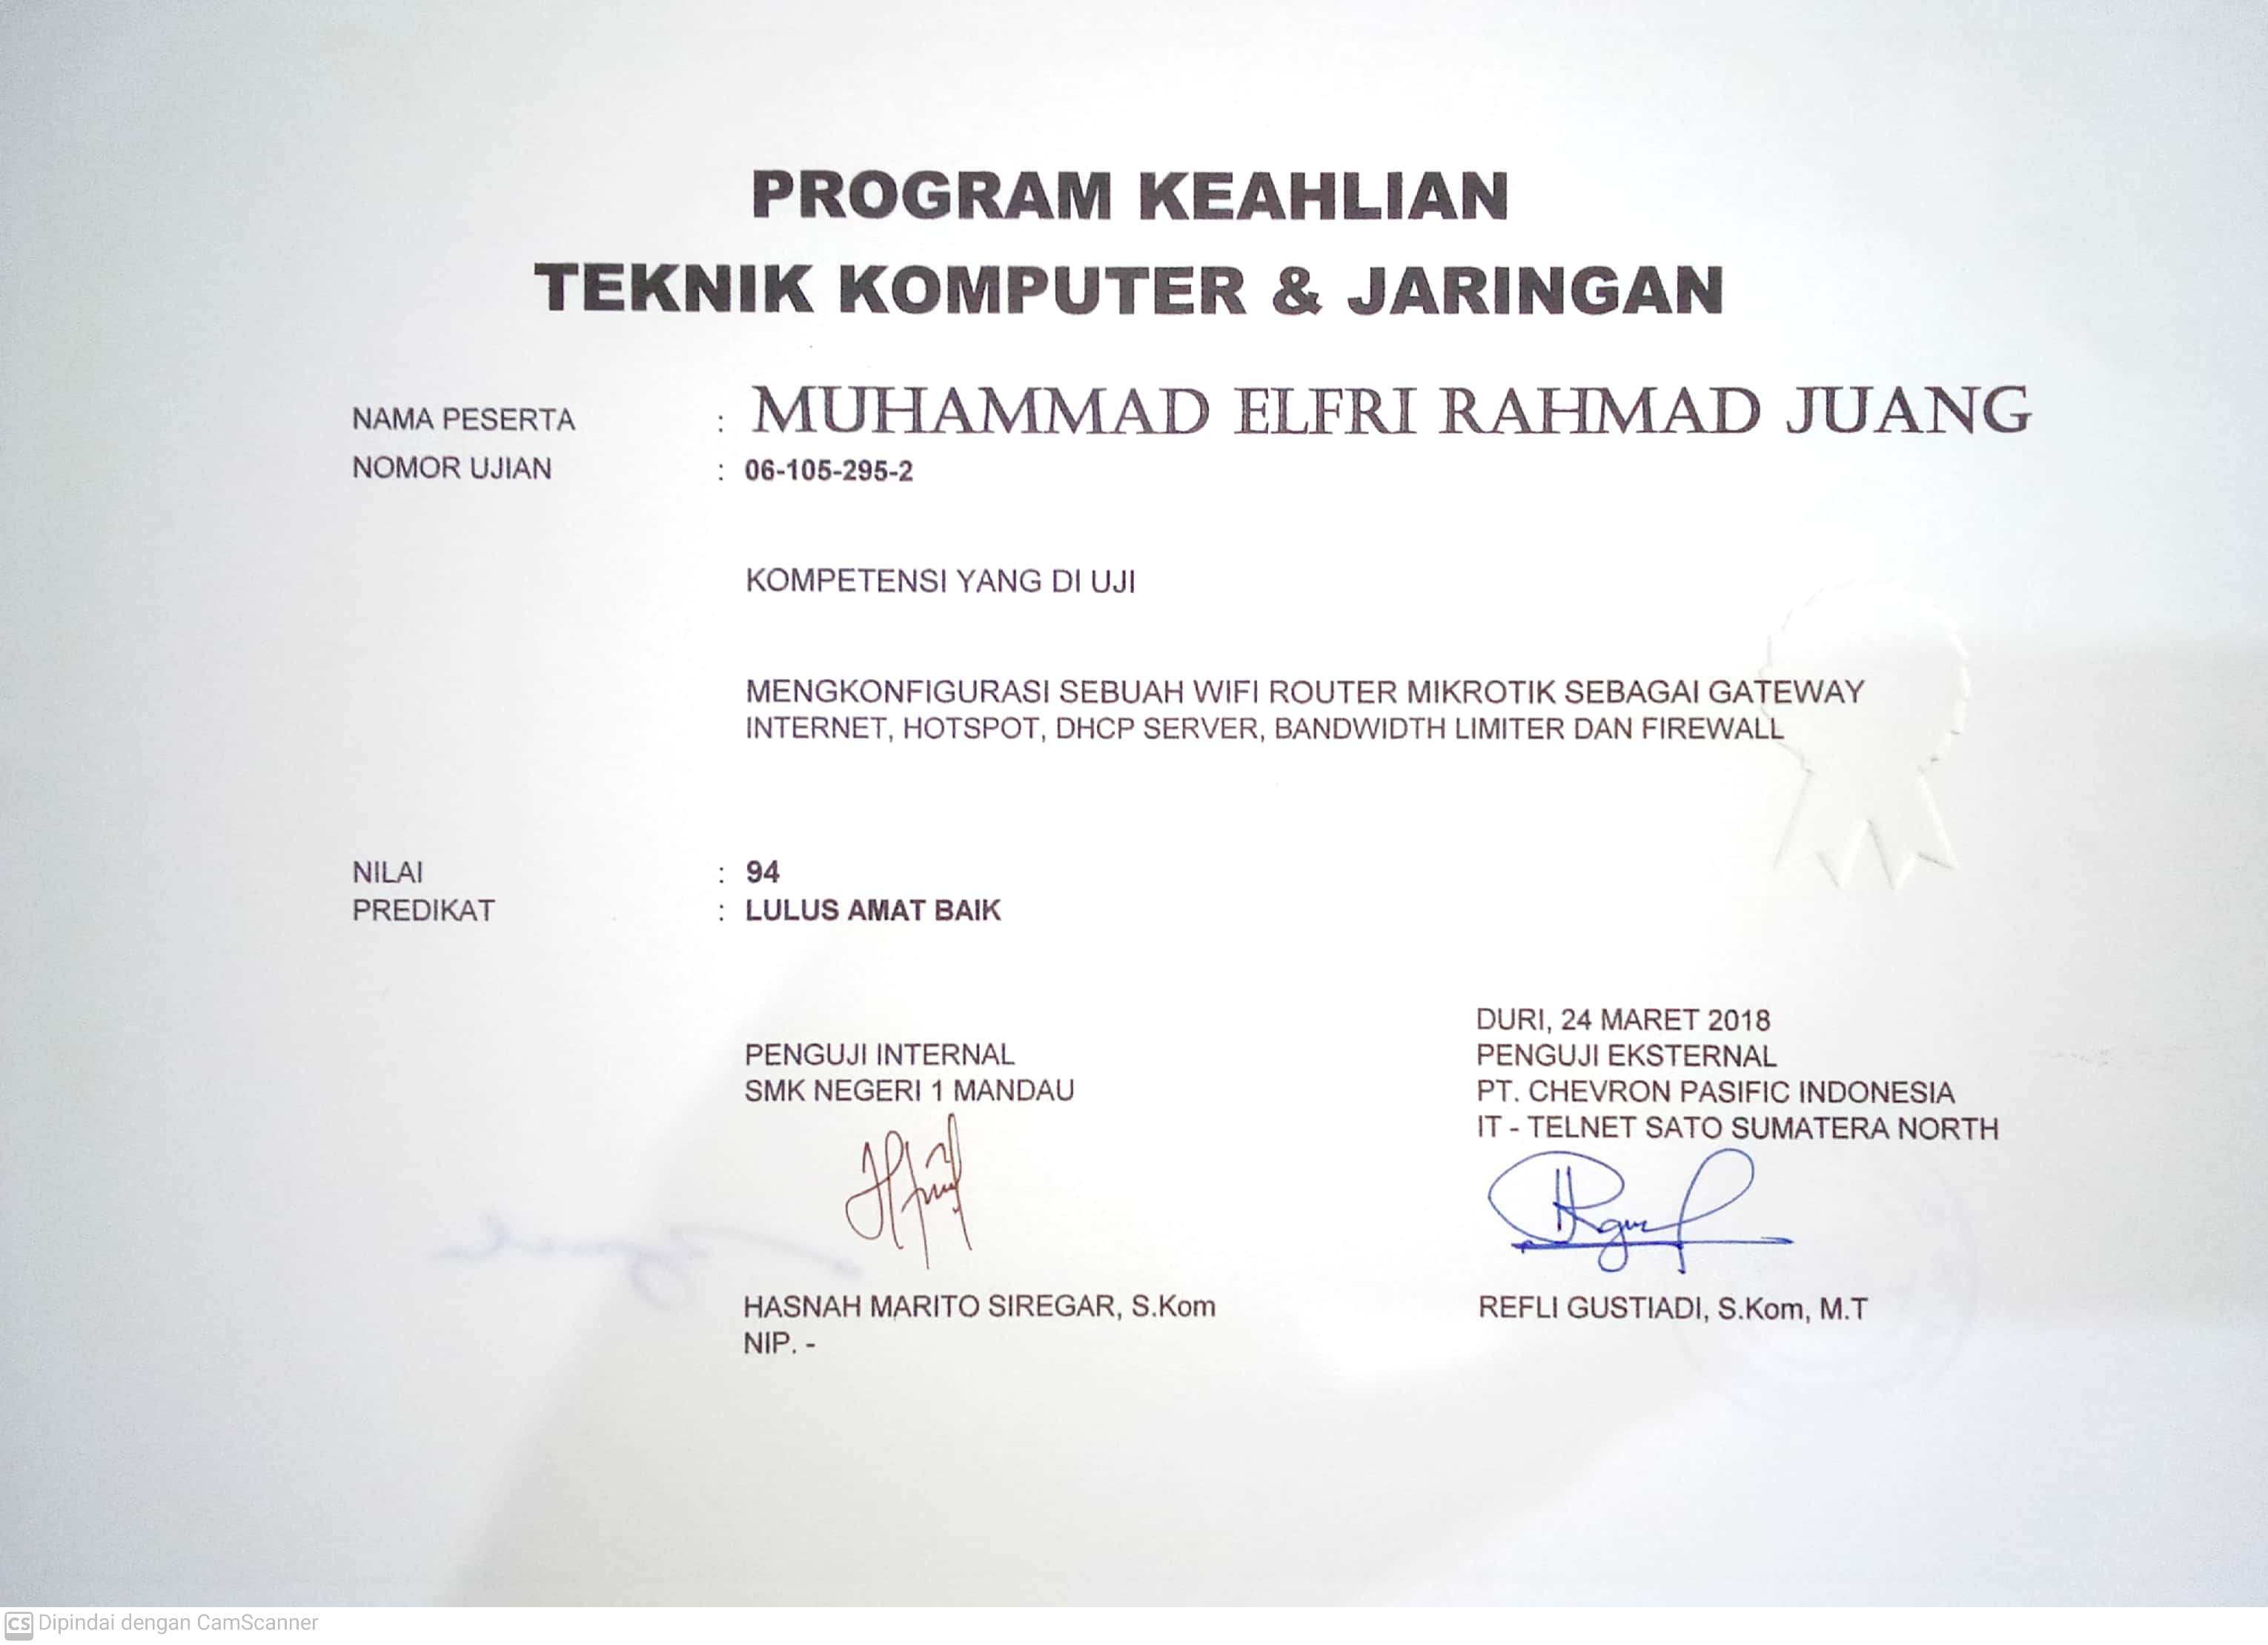 PROGRAM KEAHLIAN
TEKNIK KOMPUTER & JARINGAN
NAMA PESERTA : MUHAMMAD ELFRI RAHMAD JUANG
NOMOR UJIAN : 06-105-295-2
KOMPETENSI YANG DI UJI
MENGKONFIGURASI SEBUAH WIFI ROUTER MIKROTIK SEBAGAI GATEWAY
INTERNET, HOTSPOT, DHCP SERVER, BANDWIDTH LIMITER DAN FIREWALL
NILAI : 94
PREDIKAT : LULUS AMAT BAIK
PENGUJI INTERNAL
SMK NEGERI 1 MANDAU
HASNAH MARITO SIREGAR, S.Kom
NIP. -
DURI, 24 MARET 2018
PENGUJI EKSTERNAL
PT. CHEVRON PASIFIC INDONESIA
IT - TELNET SATO SUMATERA NORTH
REFLI GUSTIADI, S.Kom, M.T
CS Dipindai dengan CamScanner